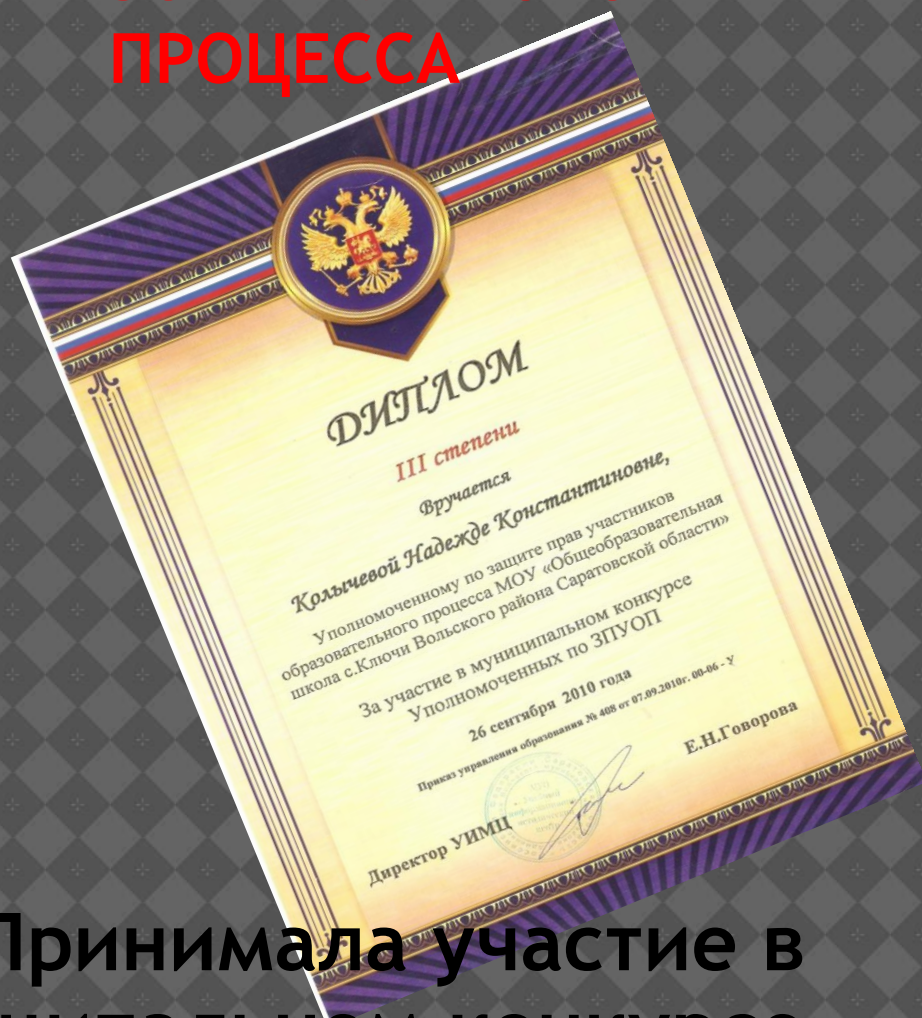 ПРОЦЕССА
ДИПЛОМ
III степени
Вручается
Колычевой Надежде Константиновне,
Уполномоченному по защите прав участников
образовательного процесса МОУ «Общеобразовательная
школа с.Ключи Вольского района Саратовской области»
За участие в муниципальном конкурсе
Уполномоченных по ЗПУОП
26 сентября 2010 года
Приказ управления образования № 408 от 07.09.2010г. 00-06 - У
Директор УИМЦ Е.Н.Говорова
Принимала участие в
конкурсе